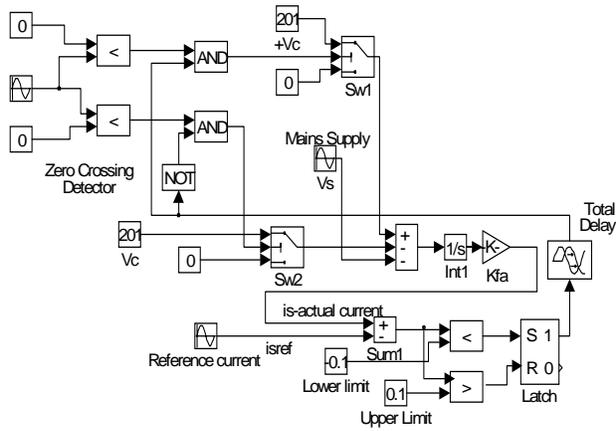 0
201
+Vc
<
AND
0
Sw1
<
AND
0
Mains Supply
Zero Crossing
Detector
NOT
Vs
Total
Delay
201
Vc
+
-
-
1/s
-K-
Int1
Kfa
0
Sw2
is-actual current
+
-
isref
Reference current
Sum1
<
S 1
R 0
-0.1
Lower limit
>
0.1
Upper Limit
Latch